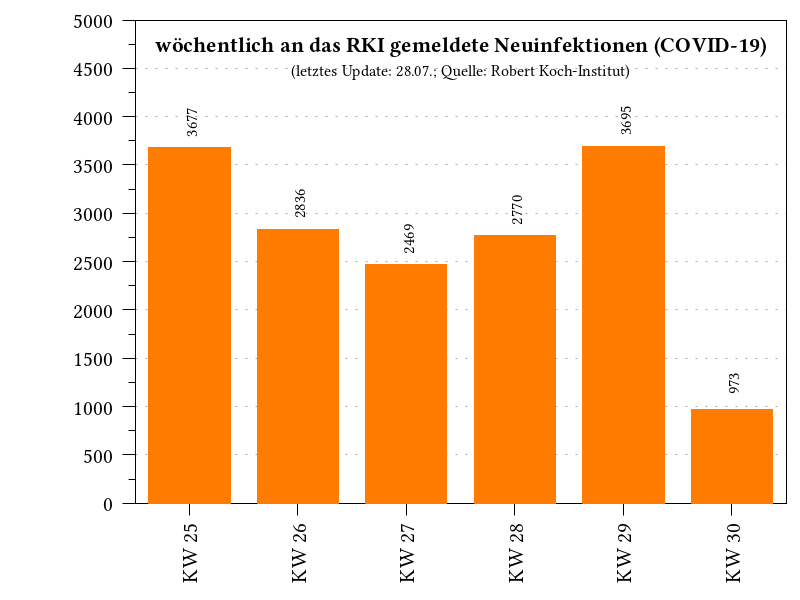 wöchentlich an das RKI gemeldete Neuinfektionen (COVID-19)
(letztes Update: 28.07.; Quelle: Robert Koch-Institut)
5000
4500
4000
3500
3000
2500
2000
1500
1000
500
0
3677
2836
2469
2770
3695
973
KW 25
KW 26
KW 27
KW 28
KW 29
KW 30